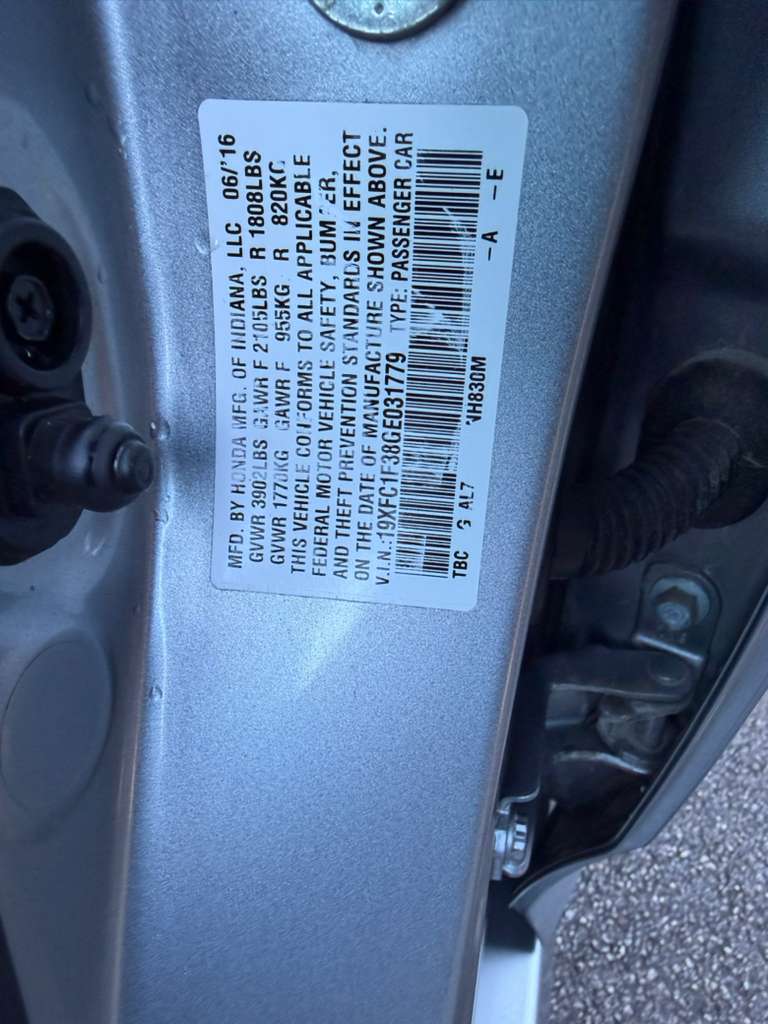 MFD. BY HONDA MFG. OF INDIANA, LLC 06/'16
GVWR 3902LBS GAWR F 2105LBS R 1808LBS
GVWR 1770KG GAWR F 955KG R 820KG
THIS VEHICLE CONFORMS TO ALL APPLICABLE
FEDERAL MOTOR VEHICLE SAFETY, BUMPER,
AND THEFT PREVENTION STANDARDS IN EFFECT
ON THE DATE OF MANUFACTURE SHOWN ABOVE.
V.I.N.:19XFC1F38GE031779 TYPE: PASSENGER CAR
TBC G AL7 NH830M -A -E